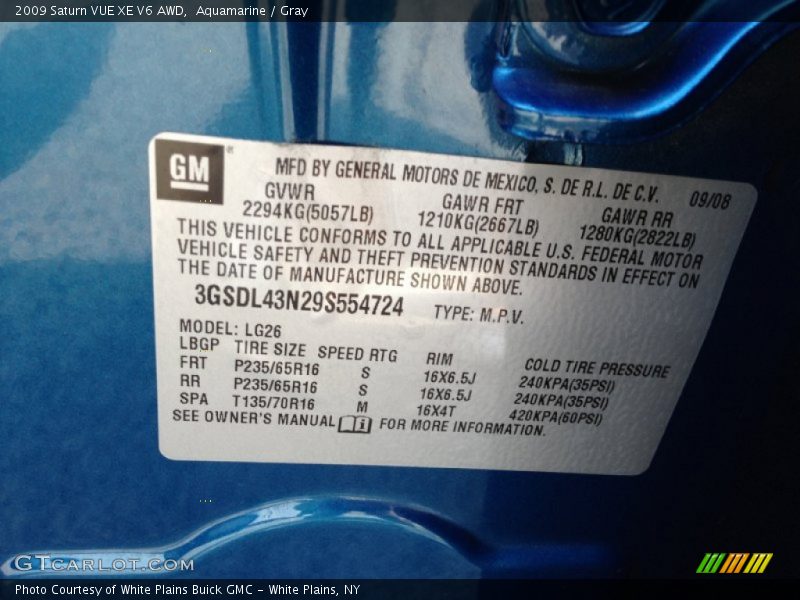 2009 Saturn VUE XE V6 AWD,  Aquamarine / Gray
GM
MFD BY GENERAL MOTORS DE MEXICO, S. DE R.L. DE C.V. 09/08
GVWR GAWR FRT GAWR RR
2294KG(5057LB) 1210KG(2667LB) 1280KG(2822LB)
THIS VEHICLE CONFORMS TO ALL APPLICABLE U.S. FEDERAL MOTOR
VEHICLE SAFETY AND THEFT PREVENTION STANDARDS IN EFFECT ON
THE DATE OF MANUFACTURE SHOWN ABOVE.
3GSDL43N29S554724 TYPE: M.P.V.
MODEL: LG26
LBGP TIRE SIZE SPEED RTG RIM COLD TIRE PRESSURE
FRT P235/65R16 S 16X6.5J 240KPA(35PSI)
RR P235/65R16 S 16X6.5J 240KPA(35PSI)
SPA T135/70R16 M 16X4T 420KPA(60PSI)
SEE OWNER'S MANUAL i FOR MORE INFORMATION.
GTCARLOT.COM
Photo Courtesy of White Plains Buick GMC - White Plains, NY